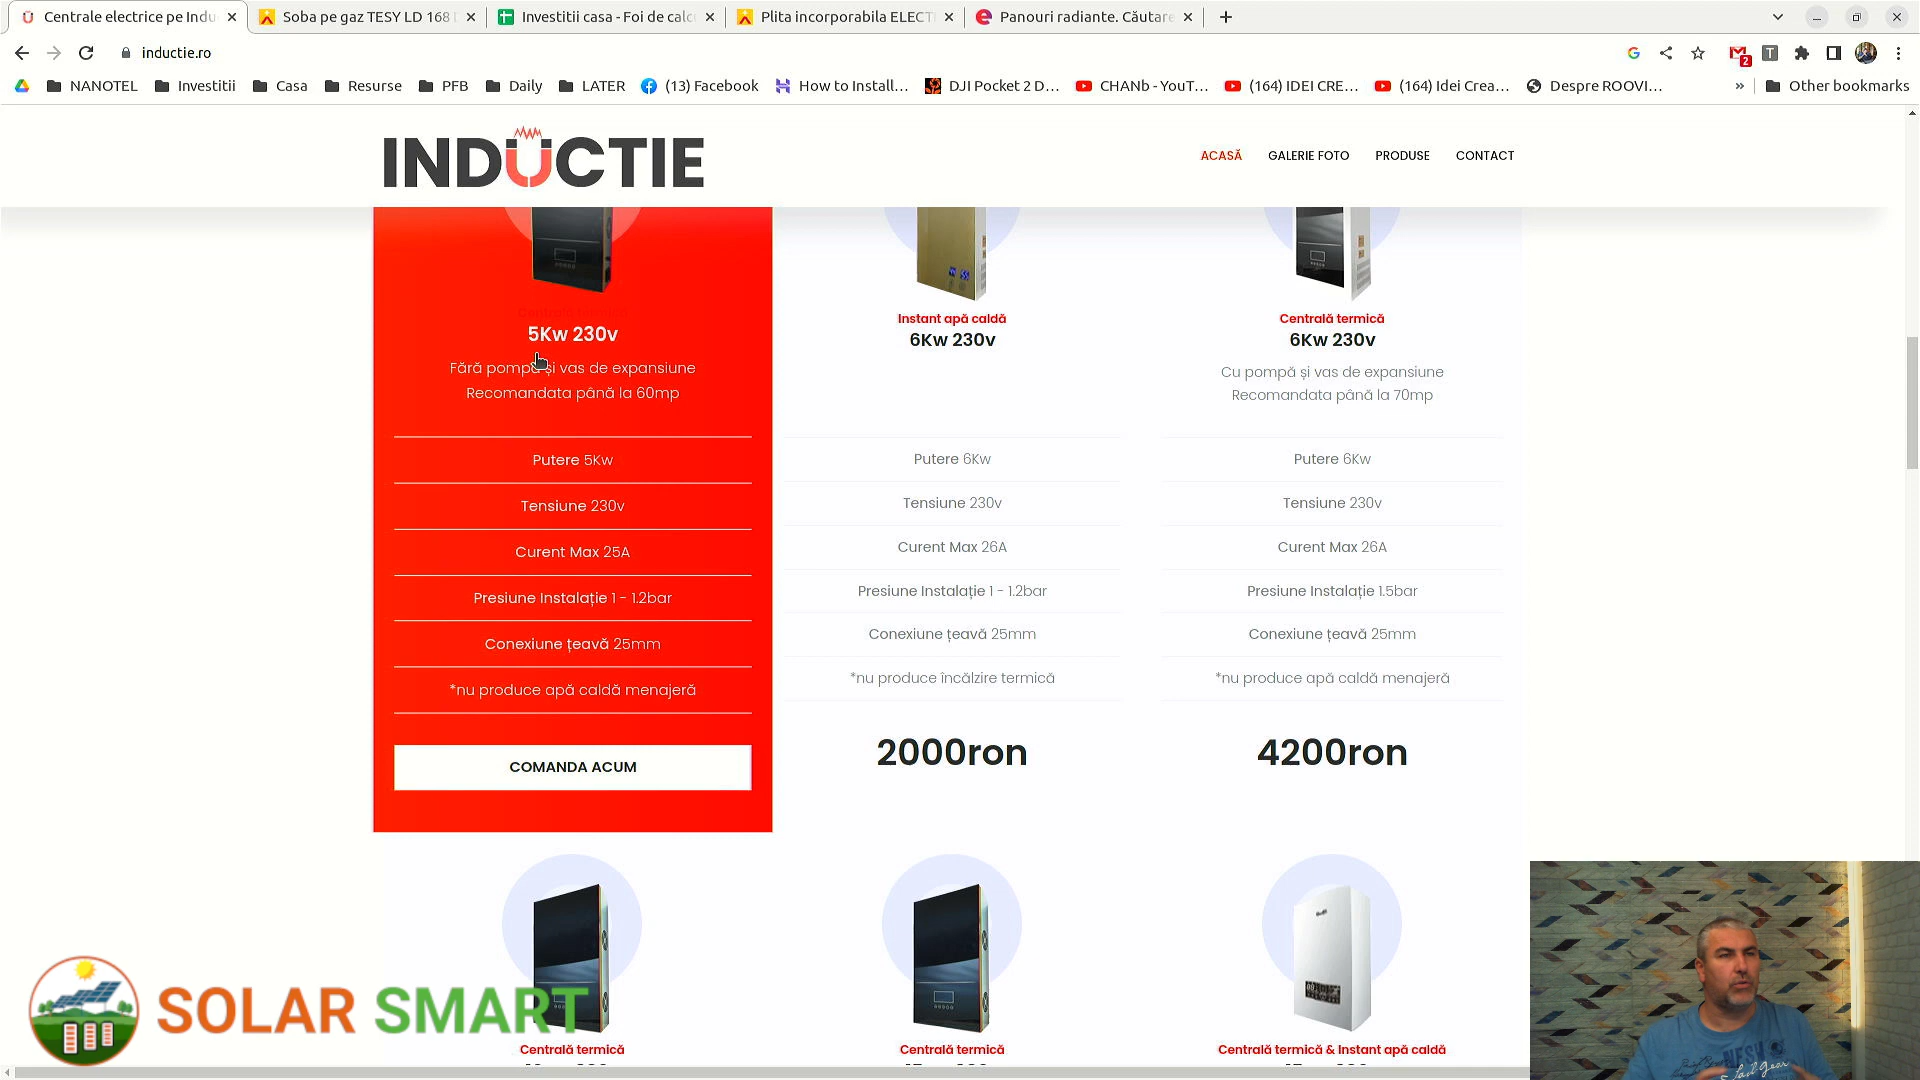 Centrale electrice pe Indu
Soba pe gaz TESY LD 168
Investitii casa - Foi de calc
Plita incorporabila ELECT
Panouri radiante. Căutare
inductie.ro
2
NANOTEL
Investitii
Casa
Resurse
PFB
Daily
LATER
(13) Facebook
How to Install...
DJI Pocket 2 D...
CHANb - YouT...
(164) IDEI CRE...
(164) Idei Crea...
Despre ROOVI...
»
Other bookmarks
INDUCTIE
ACASĂ
GALERIE FOTO
PRODUSE
CONTACT
Centrală termică
5Kw 230v
Fără pompă și vas de expansiune
Recomandata până la 60mp
Putere 5Kw
Tensiune 230v
Curent Max 25A
Presiune Instalație 1 - 1.2bar
Conexiune țeavă 25mm
*nu produce apă caldă menajeră
COMANDA ACUM
Instant apă caldă
6Kw 230v
Putere 6Kw
Tensiune 230v
Curent Max 26A
Presiune Instalație 1 - 1.2bar
Conexiune țeavă 25mm
*nu produce încălzire termică
2000ron
Centrală termică
6Kw 230v
Cu pompă și vas de expansiune
Recomandata până la 70mp
Putere 6Kw
Tensiune 230v
Curent Max 26A
Presiune Instalație 1.5bar
Conexiune țeavă 25mm
*nu produce apă caldă menajeră
4200ron
Centrală termică
Centrală termică
Centrală termică & Instant apă caldă
SOLAR SMART